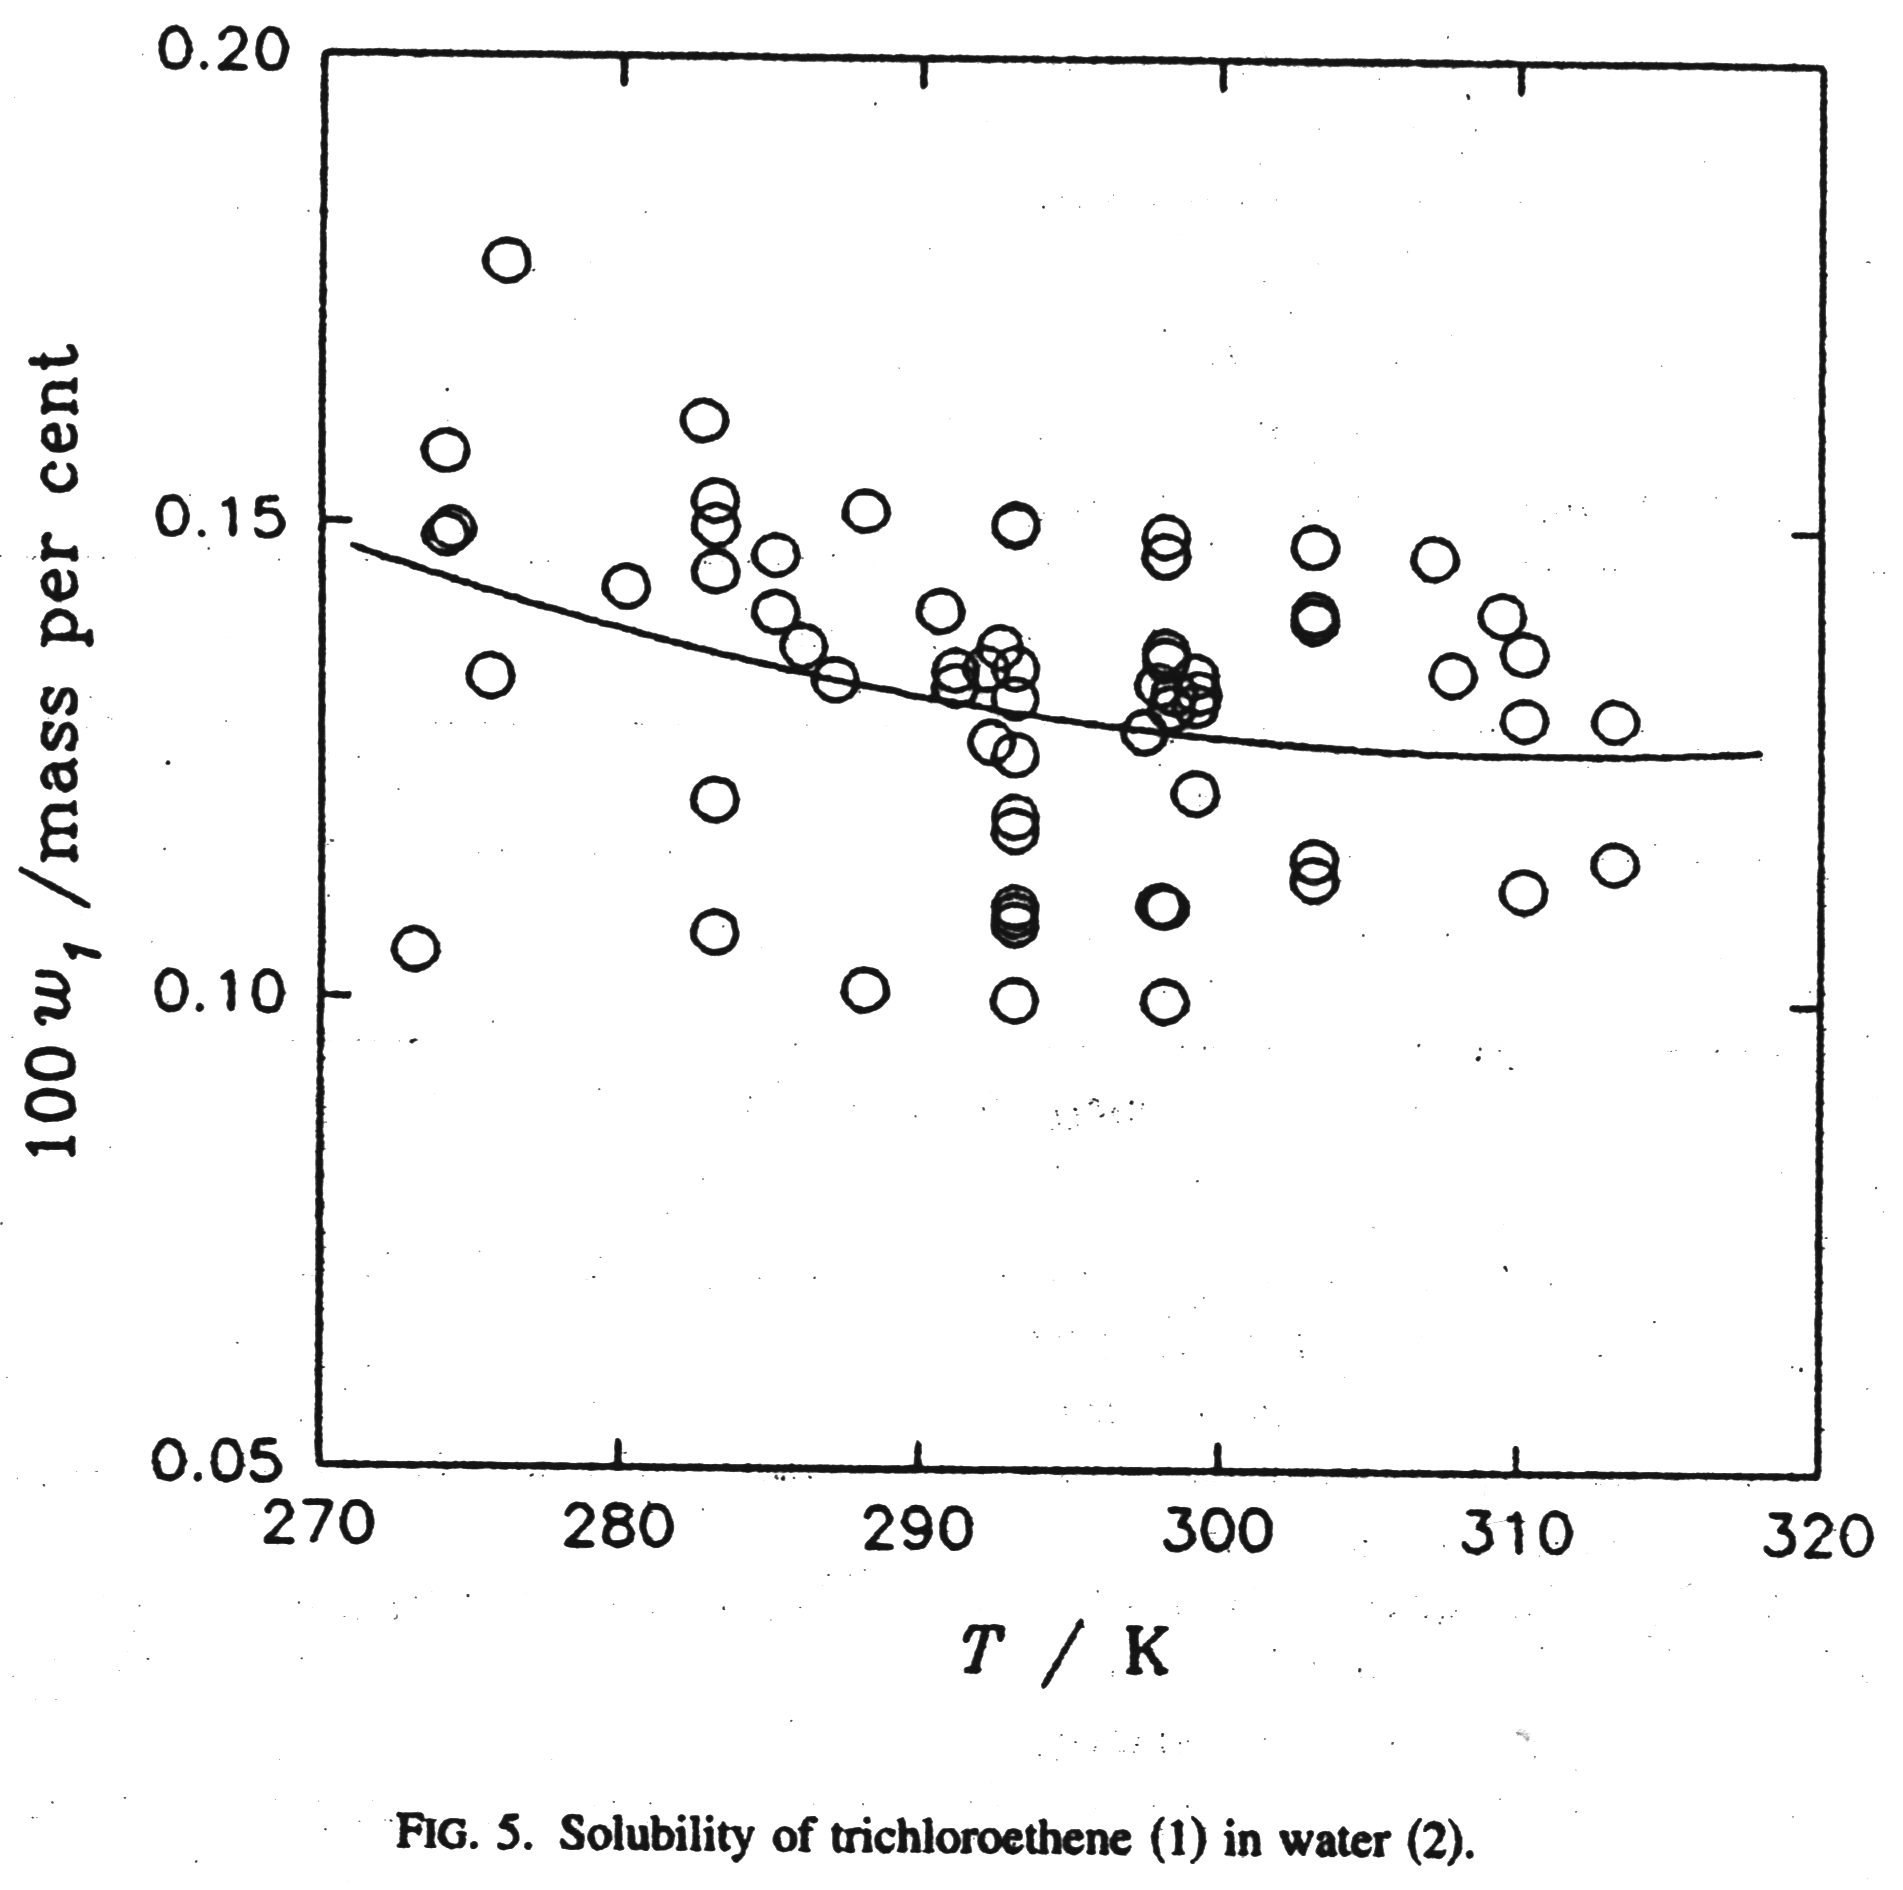 0.20
0.15
0.10
0.05
100 w₁/mass per cent
270 280 290 300 310 320
T / K
FIG. 5. Solubility of trichloroethene (1) in water (2).